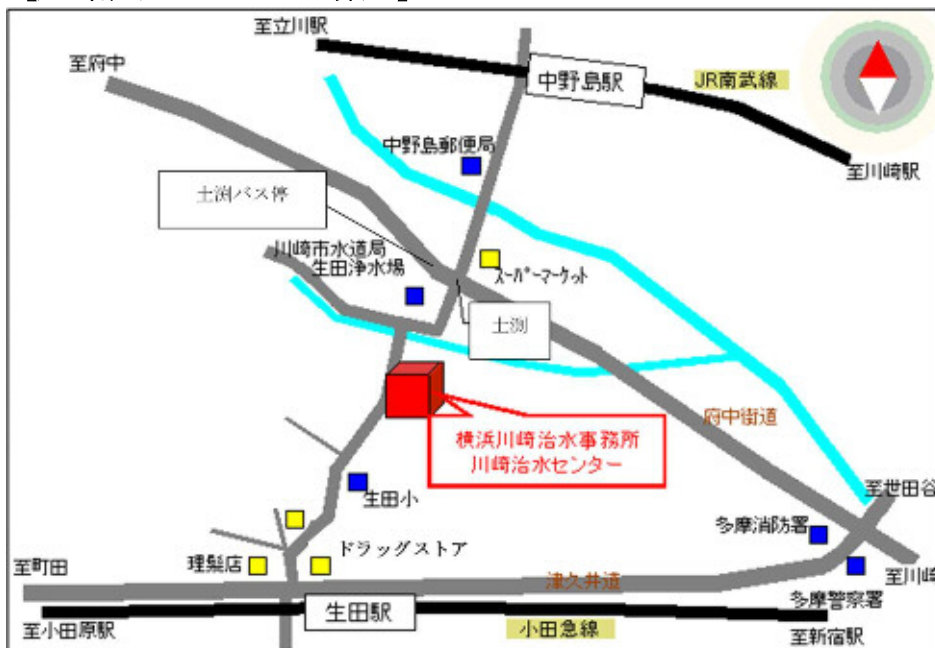 至立川駅
至府中
中野島駅
JR南武線
中野島郵便局
至川崎駅
土渕バス停
川崎市水道局
生田浄水場
スーパーマーケット
土渕
府中街道
横浜川崎治水事務所
川崎治水センター
至世田谷
生田小
多摩消防署
ドラッグストア
理髪店
至町田
津久井道
至川崎
多摩警察署
生田駅
至小田原駅
小田急線
至新宿駅